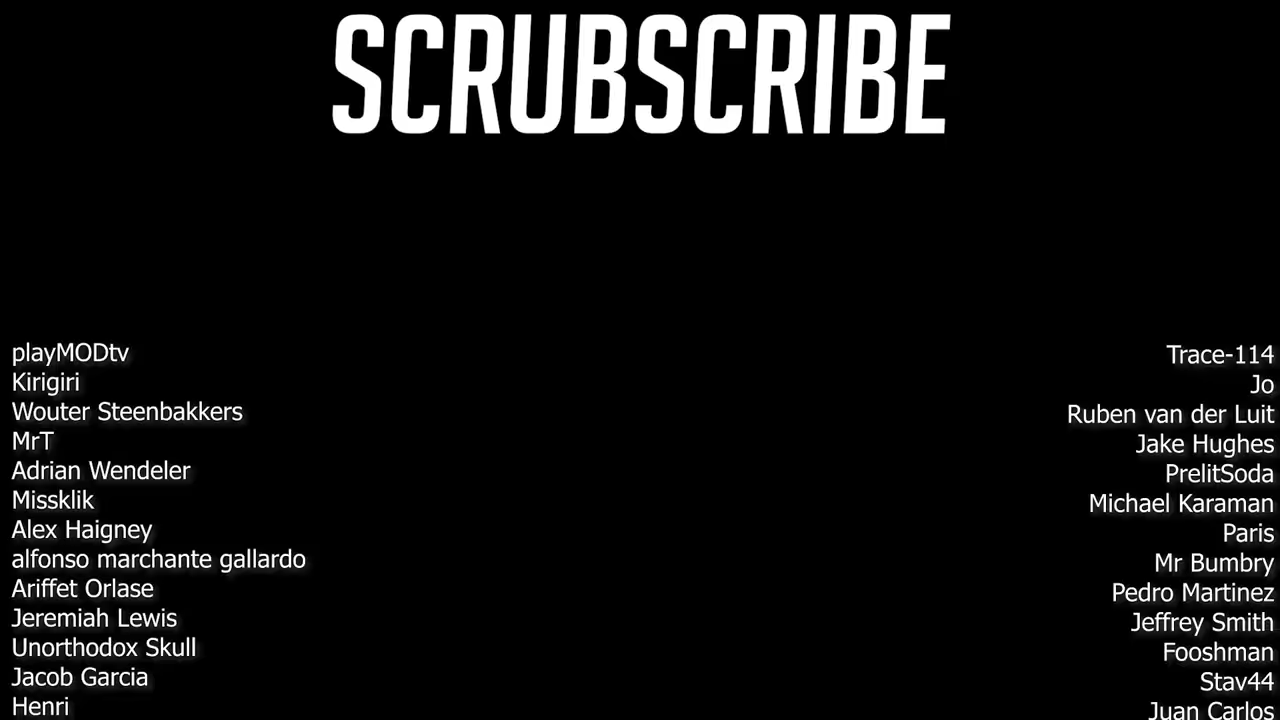 SCRUBSCRIBE
playMODtv
Kirigiri
Wouter Steenbakkers
MrT
Adrian Wendeler
Missklik
Alex Haigney
alfonso marchante gallardo
Ariffet Orlase
Jeremiah Lewis
Unorthodox Skull
Jacob Garcia
Henri
Trace-114
Jo
Ruben van der Luit
Jake Hughes
PrelitSoda
Michael Karaman
Paris
Mr Bumbry
Pedro Martinez
Jeffrey Smith
Fooshman
Stav44
Juan Carlos